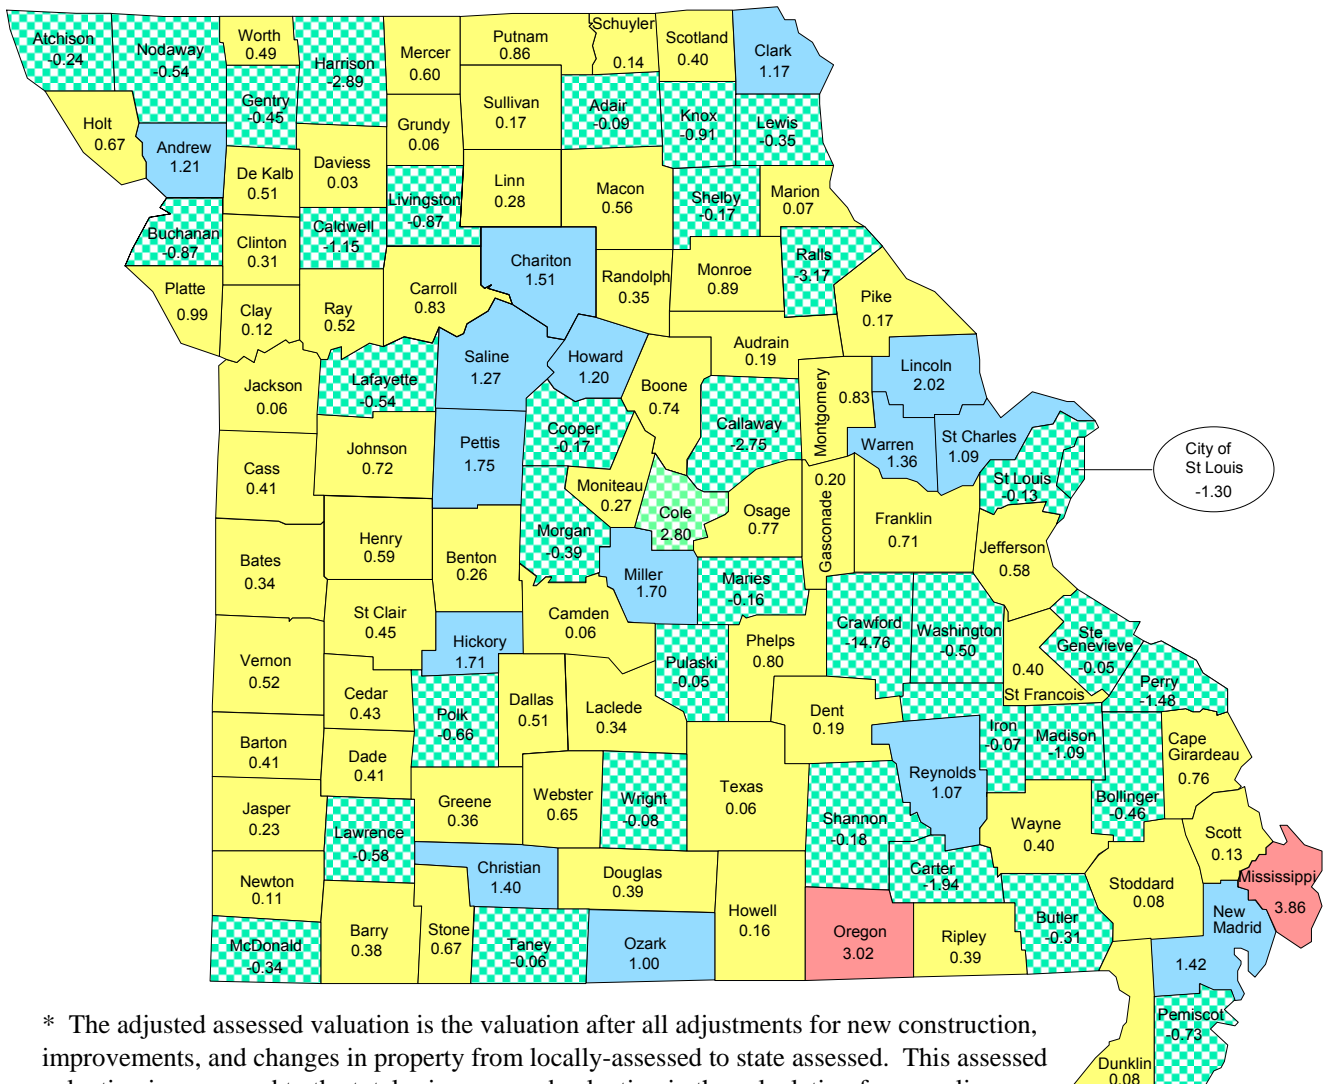 Atchison
-0.24
Nodaway
-0.54
Worth
0.49
Harrison
-2.89
Mercer
0.60
Putnam
0.86
Schuyler
0.14
Scotland
0.40
Clark
1.17
Holt
0.67
Andrew
1.21
Gentry
-0.45
De Kalb
0.51
Daviess
0.03
Grundy
0.06
Sullivan
0.17
Adair
-0.09
Knox
-0.91
Lewis
-0.35
Livingston
-0.87
Linn
0.28
Macon
0.56
Shelby
-0.17
Marion
0.07
Buchanan
-0.87
Clinton
0.31
Caldwell
-1.15
Chariton
1.51
Randolph
0.35
Monroe
0.89
Ralls
-3.17
Platte
0.99
Clay
0.12
Ray
0.52
Carroll
0.83
Pike
0.17
Audrain
0.19
Saline
1.27
Howard
1.20
Boone
0.74
Lincoln
2.02
Jackson
0.06
Lafayette
-0.54
Montgomery
0.83
Cooper
-0.17
Callaway
-2.75
Warren
1.36
St Charles
1.09
City of
St Louis
-1.30
Cass
0.41
Johnson
0.72
Pettis
1.75
Moniteau
0.27
Cole
2.80
Osage
0.77
Gasconade
0.20
Franklin
0.71
St Louis
-0.13
Jefferson
0.58
Bates
0.34
Henry
0.59
Benton
0.26
Morgan
-0.39
Miller
1.70
Maries
-0.16
St Clair
0.45
Hickory
1.71
Camden
0.06
Phelps
0.80
Crawford
-14.76
Washington
-0.50
Ste
Genevieve
-0.05
Vernon
0.52
Cedar
0.43
Polk
-0.66
Dallas
0.51
Laclede
0.34
Pulaski
-0.05
Dent
0.19
0.40
St Francois
Perry
-1.48
Iron
-0.07
Madison
-1.09
Cape
Girardeau
0.76
Barton
0.41
Dade
0.41
Greene
0.36
Webster
0.65
Wright
-0.08
Texas
0.06
Reynolds
1.07
Bollinger
-0.46
Jasper
0.23
Lawrence
-0.58
Shannon
-0.18
Wayne
0.40
Scott
0.13
Mississippi
3.86
Christian
1.40
Douglas
0.39
Carter
-1.94
Stoddard
0.08
Newton
0.11
Howell
0.16
Butler
-0.31
New
Madrid
1.42
McDonald
-0.34
Barry
0.38
Stone
0.67
Taney
-0.06
Ozark
1.00
Oregon
3.02
Ripley
0.39
Pemiscot
-0.73
Dunklin
0.08
* The adjusted assessed valuation is the valuation after all adjustments for new construction,
improvements, and changes in property from locally-assessed to state assessed. This assessed